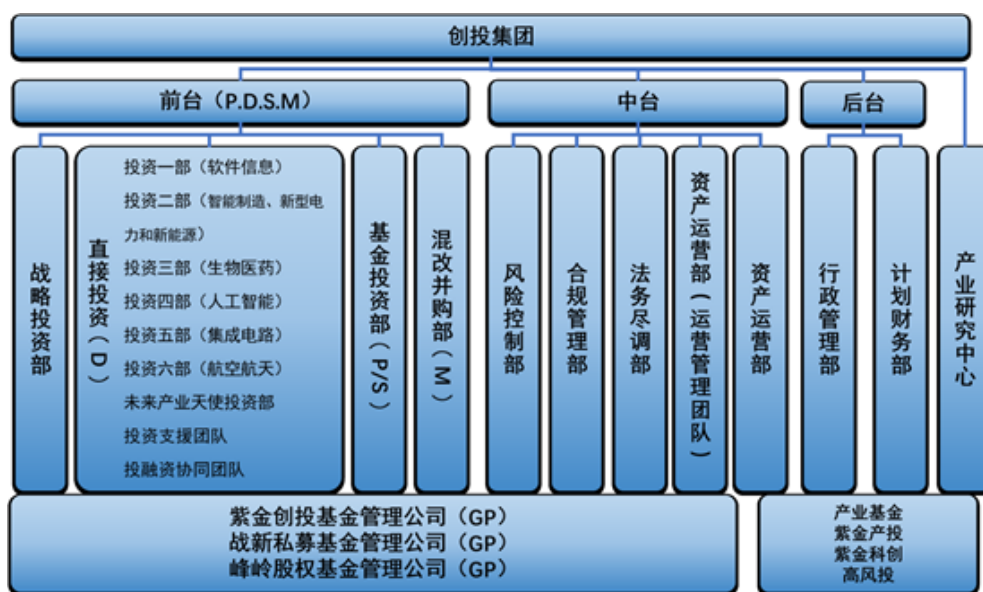 创投集团
前台（P.D.S.M）
中台
后台
战略投资部
直接投资（D）
投资一部（软件信息）
投资二部（智能制造、新型电
力和新能源）
投资三部（生物医药）
投资四部（人工智能）
投资五部（集成电路）
投资六部（航空航天）
未来产业天使投资部
投资支援团队
投融资协同团队
基金投资部（P/S）
混改并购部（M）
风险控制部
合规管理部
法务尽调部
资产运营部（运营管理团队）
资产运营部
行政管理部
计划财务部
产业研究中心
紫金创投基金管理公司（GP）
战新私募基金管理公司（GP）
峰岭股权基金管理公司（GP）
产业基金
紫金产投
紫金科创
高风投